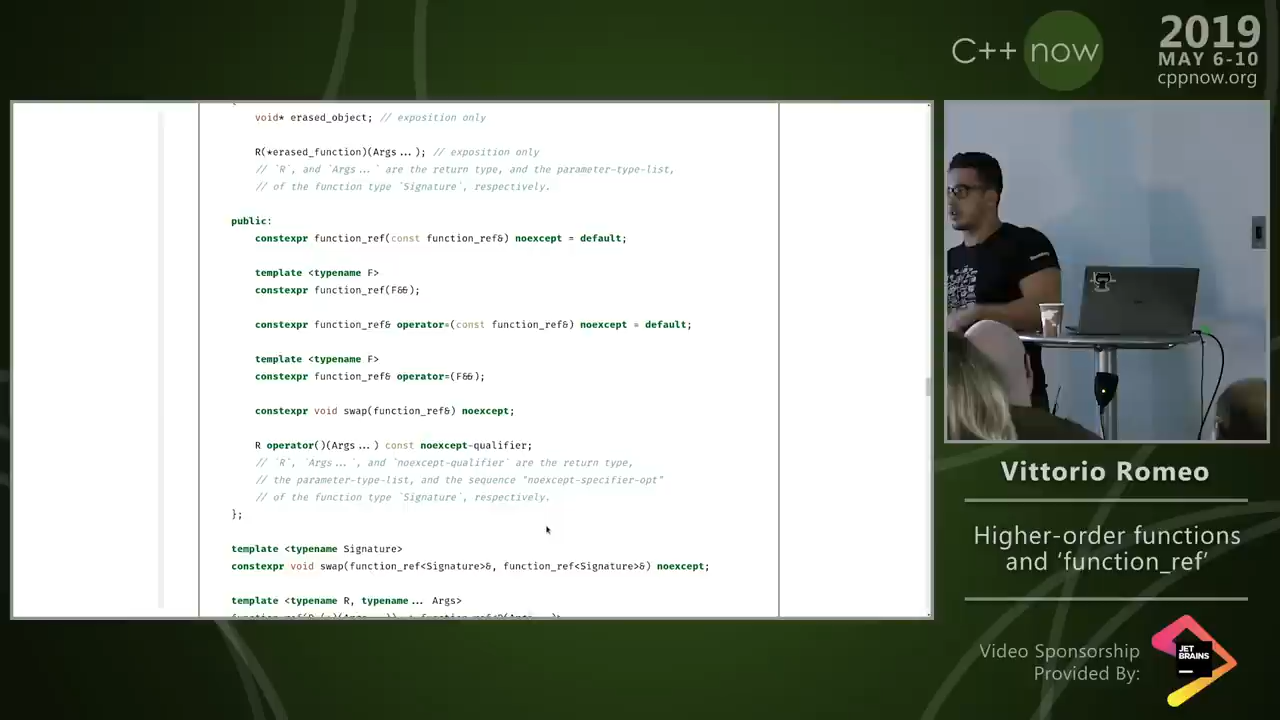 C++ now
2019
MAY 6-10
cppnow.org
void* erased_object; // exposition only
R(*erased_function)(Args...); // exposition only
// `R`, and `Args...` are the return type, and the parameter-type-list,
// of the function type `Signature`, respectively.
public:
constexpr function_ref(const function_ref&) noexcept = default;
template <typename F>
constexpr function_ref(F&&);
constexpr function_ref& operator=(const function_ref&) noexcept = default;
template <typename F>
constexpr function_ref& operator=(F&&);
constexpr void swap(function_ref&) noexcept;
R operator()(Args...) const noexcept-qualifier;
// `R`, `Args...`, and `noexcept-qualifier` are the return type,
// the parameter-type-list, and the sequence "noexcept-specifier-opt"
// of the function type `Signature`, respectively.
};
template <typename Signature>
constexpr void swap(function_ref<Signature>&, function_ref<Signature>&) noexcept;
template <typename R, typename... Args>
Vittorio Romeo
Higher-order functions
and ‘function_ref’
Video Sponsorship
Provided By:
JET
BRAINS